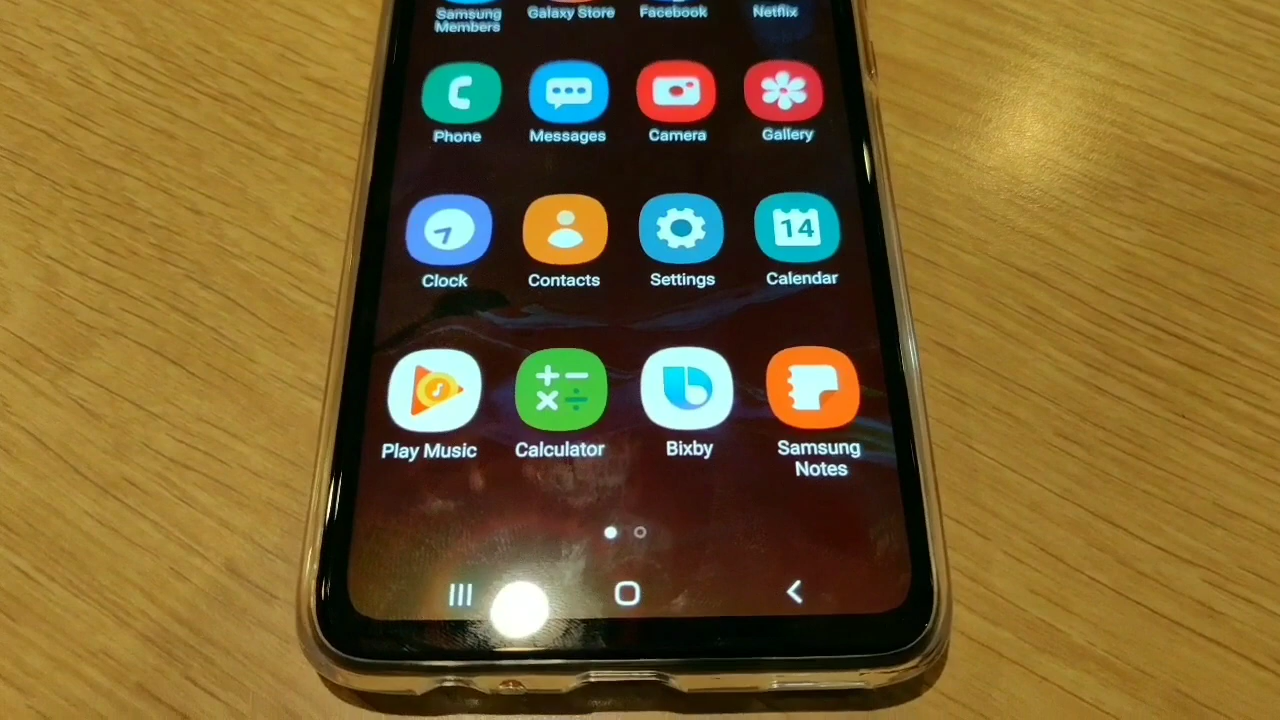 Samsung Members
Galaxy Store
Facebook
Netflix
Phone
Messages
Camera
Gallery
14
Clock
Contacts
Settings
Calendar
Play Music
Calculator
Bixby
Samsung
Notes